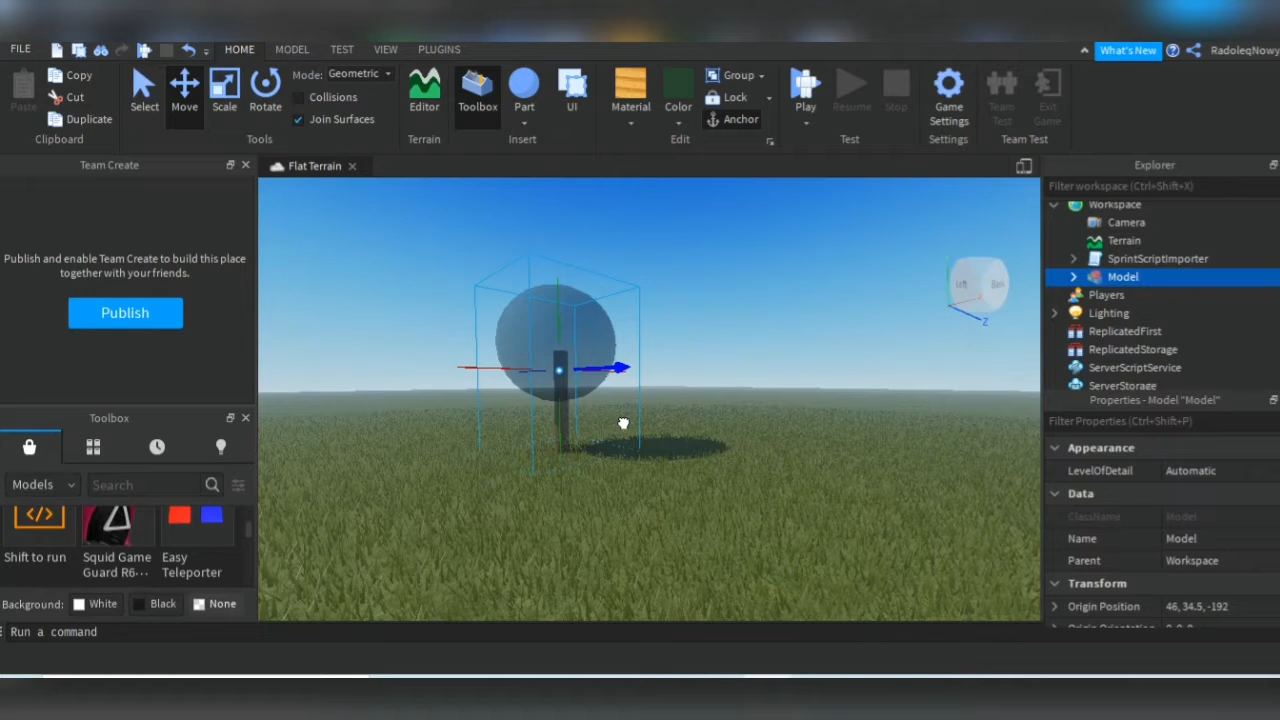 FILE HOME MODEL TEST VIEW PLUGINS What's New RadoleqNowy
Paste Copy Cut Duplicate Clipboard
Select Move Scale Rotate Mode: Geometric Collisions Join Surfaces Tools
Editor Terrain
Toolbox Part UI Insert
Material Color Group Lock Anchor Edit
Play Resume Stop Test
Game Settings Settings
Team Test Exit Game Team Test
Team Create
Publish and enable Team Create to build this place
together with your friends.
Publish
Toolbox
Models Search
Shift to run
Squid Game
Guard R6...
Easy
Teleporter
Background: White Black None
Run a command
Flat Terrain
Left Back
Z
Explorer
Filter workspace (Ctrl+Shift+X)
Workspace
Camera
Terrain
SprintScriptImporter
Model
Players
Lighting
ReplicatedFirst
ReplicatedStorage
ServerScriptService
ServerStorage
Properties - Model "Model"
Filter Properties (Ctrl+Shift+P)
Appearance
LevelOfDetail Automatic
Data
ClassName Model
Name Model
Parent Workspace
Transform
Origin Position 46, 34.5, -192